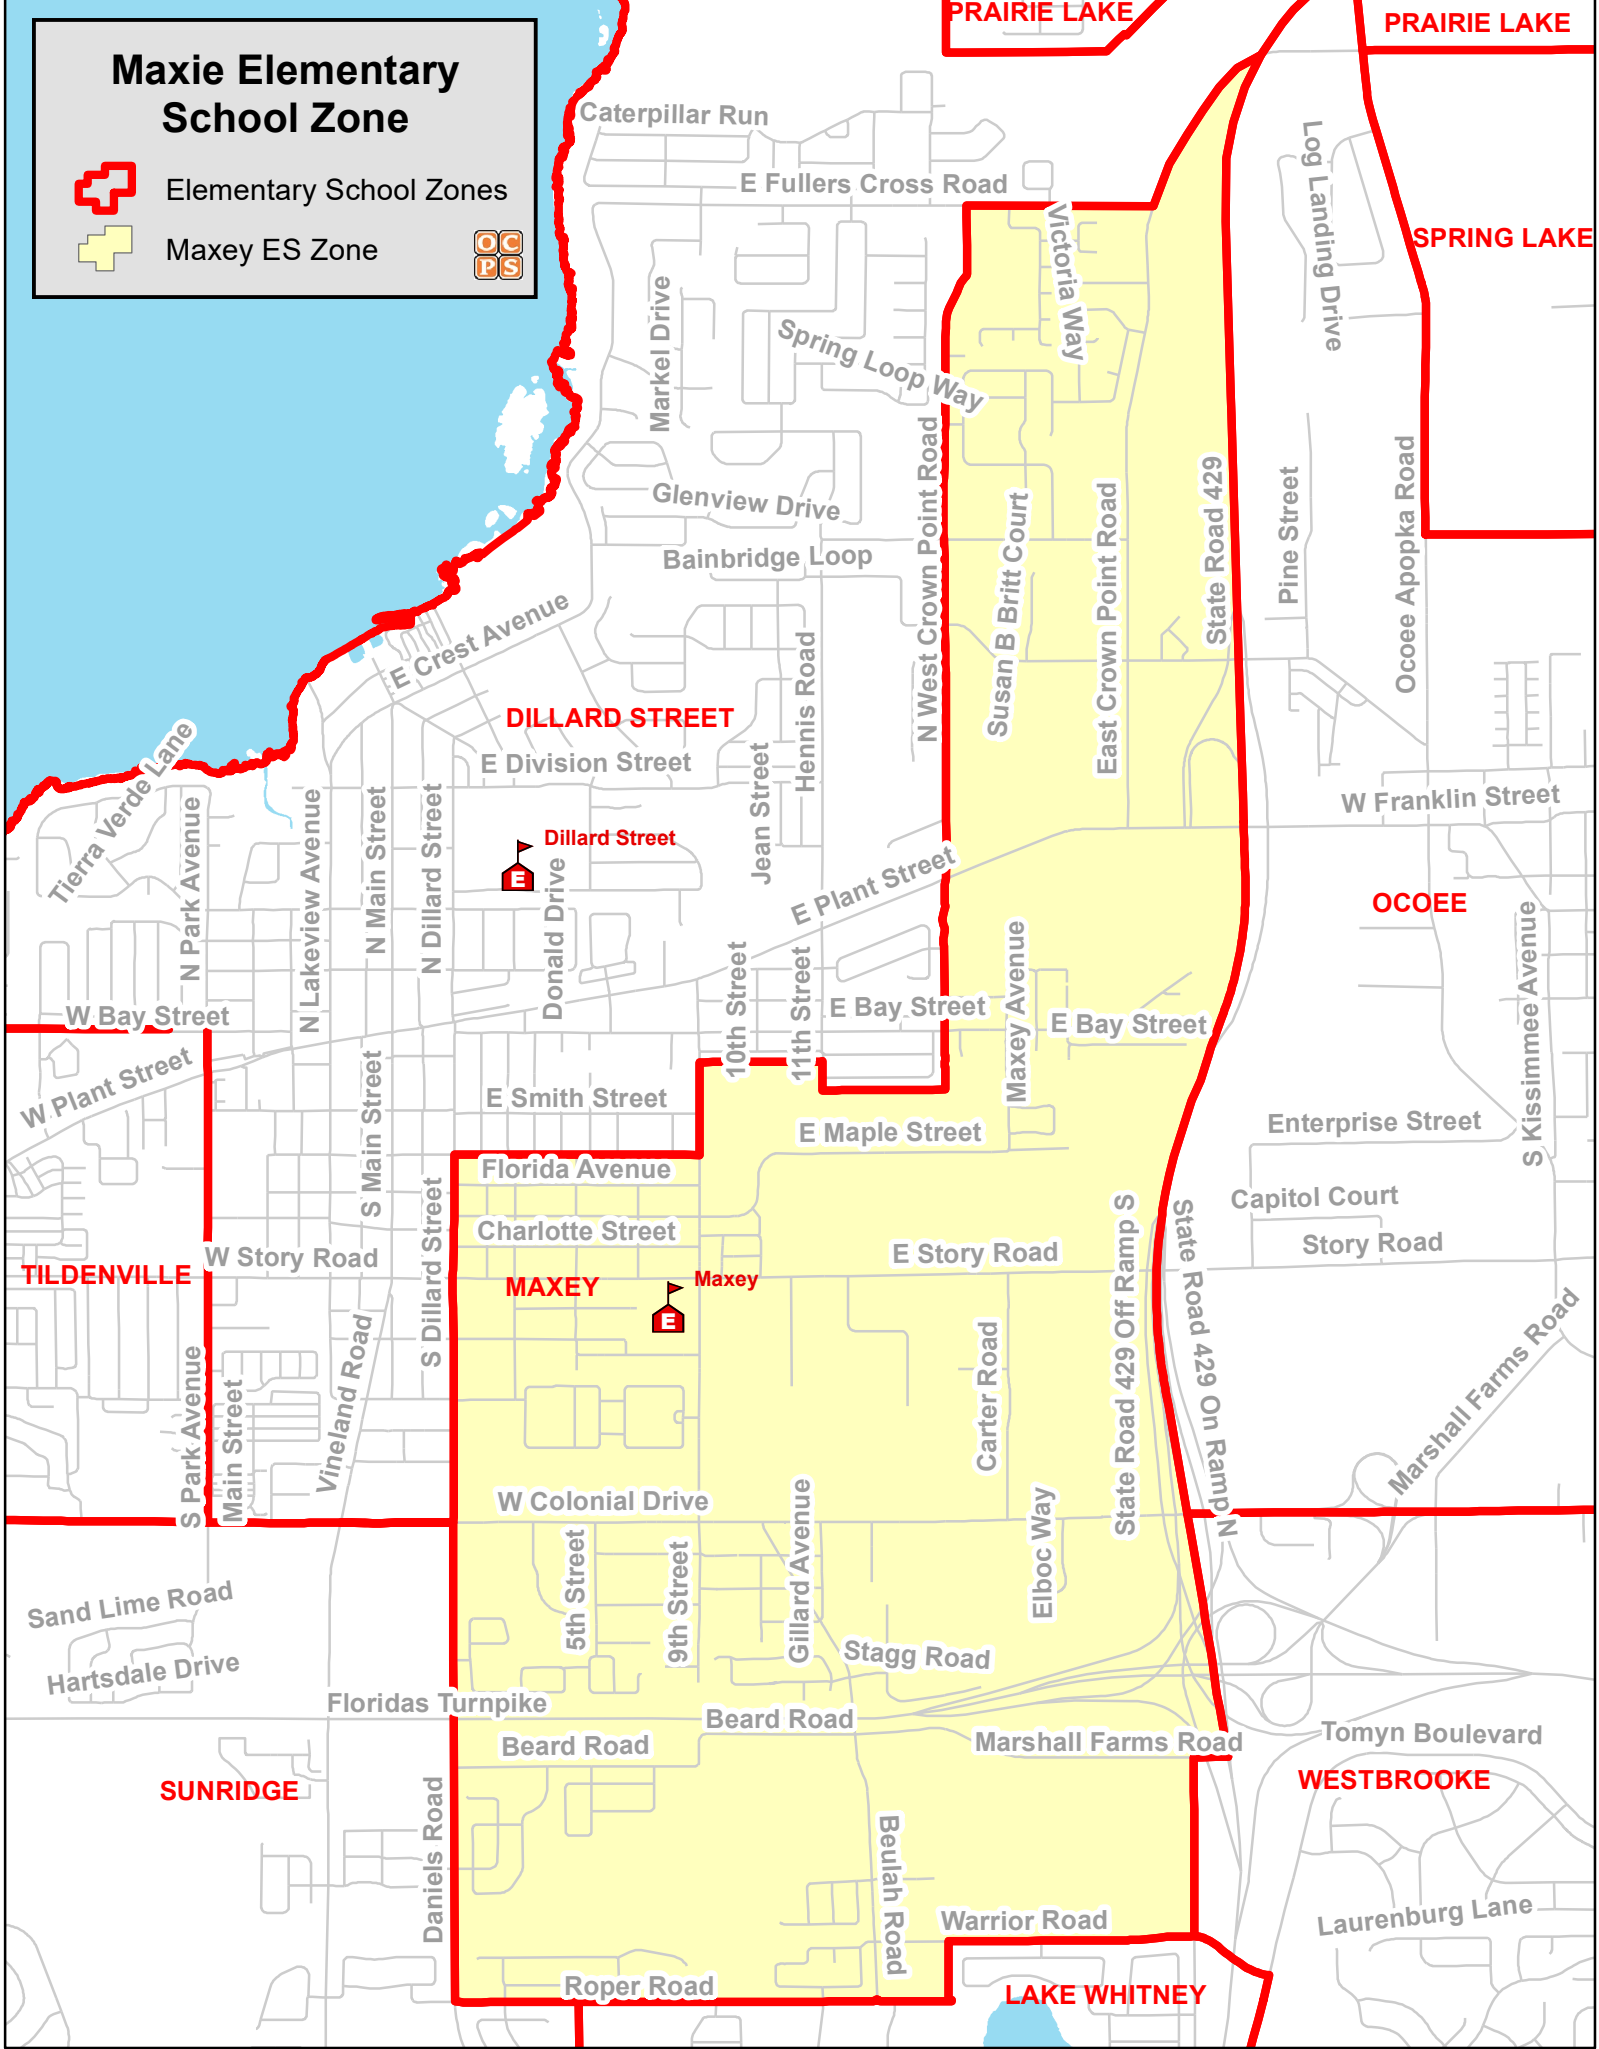 PRAIRIE LAKE
PRAIRIE LAKE
Maxie Elementary
School Zone
Elementary School Zones
Maxey ES Zone
OC
PS
Caterpillar Run
E Fullers Cross Road
Log Landing Drive
SPRING LAKE
Victoria Way
Markel Drive
Spring Loop Way
N West Crown Point Road
Glenview Drive
Bainbridge Loop
Susan B Britt Court
East Crown Point Road
State Road 429
Pine Street
Ocoee Apopka Road
E Crest Avenue
Hennis Road
DILLARD STREET
E Division Street
Jean Street
Tierra Verde Lane
N Park Avenue
N Lakeview Avenue
N Main Street
N Dillard Street
Dillard Street
E
Donald Drive
W Franklin Street
E Plant Street
OCOEE
S Kissimmee Avenue
10th Street
11th Street
Maxey Avenue
W Bay Street
E Bay Street
E Bay Street
W Plant Street
S Main Street
E Smith Street
E Maple Street
Enterprise Street
Florida Avenue
S Dillard Street
Charlotte Street
Capitol Court
W Story Road
E Story Road
Story Road
State Road 429 Off Ramp S
State Road 429 On Ramp N
TILDENVILLE
MAXEY
Maxey
E
Vineland Road
Carter Road
Marshall Farms Road
S Park Avenue
Main Street
W Colonial Drive
Gillard Avenue
Elboc Way
5th Street
9th Street
Sand Lime Road
Hartsdale Drive
Stagg Road
Floridas Turnpike
Beard Road
Beard Road
Marshall Farms Road
Tomyn Boulevard
SUNRIDGE
WESTBROOKE
Daniels Road
Beulah Road
Warrior Road
Laurenburg Lane
Roper Road
LAKE WHITNEY